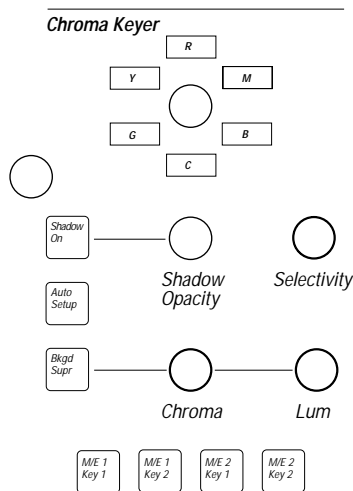 Chroma Keyer
R
Y
M
G
B
C
Shadow
On
Shadow
Opacity
Selectivity
Auto
Setup
Bkgd
Supr
Chroma
Lum
M/E 1
Key 1
M/E 1
Key 2
M/E 2
Key 1
M/E 2
Key 2